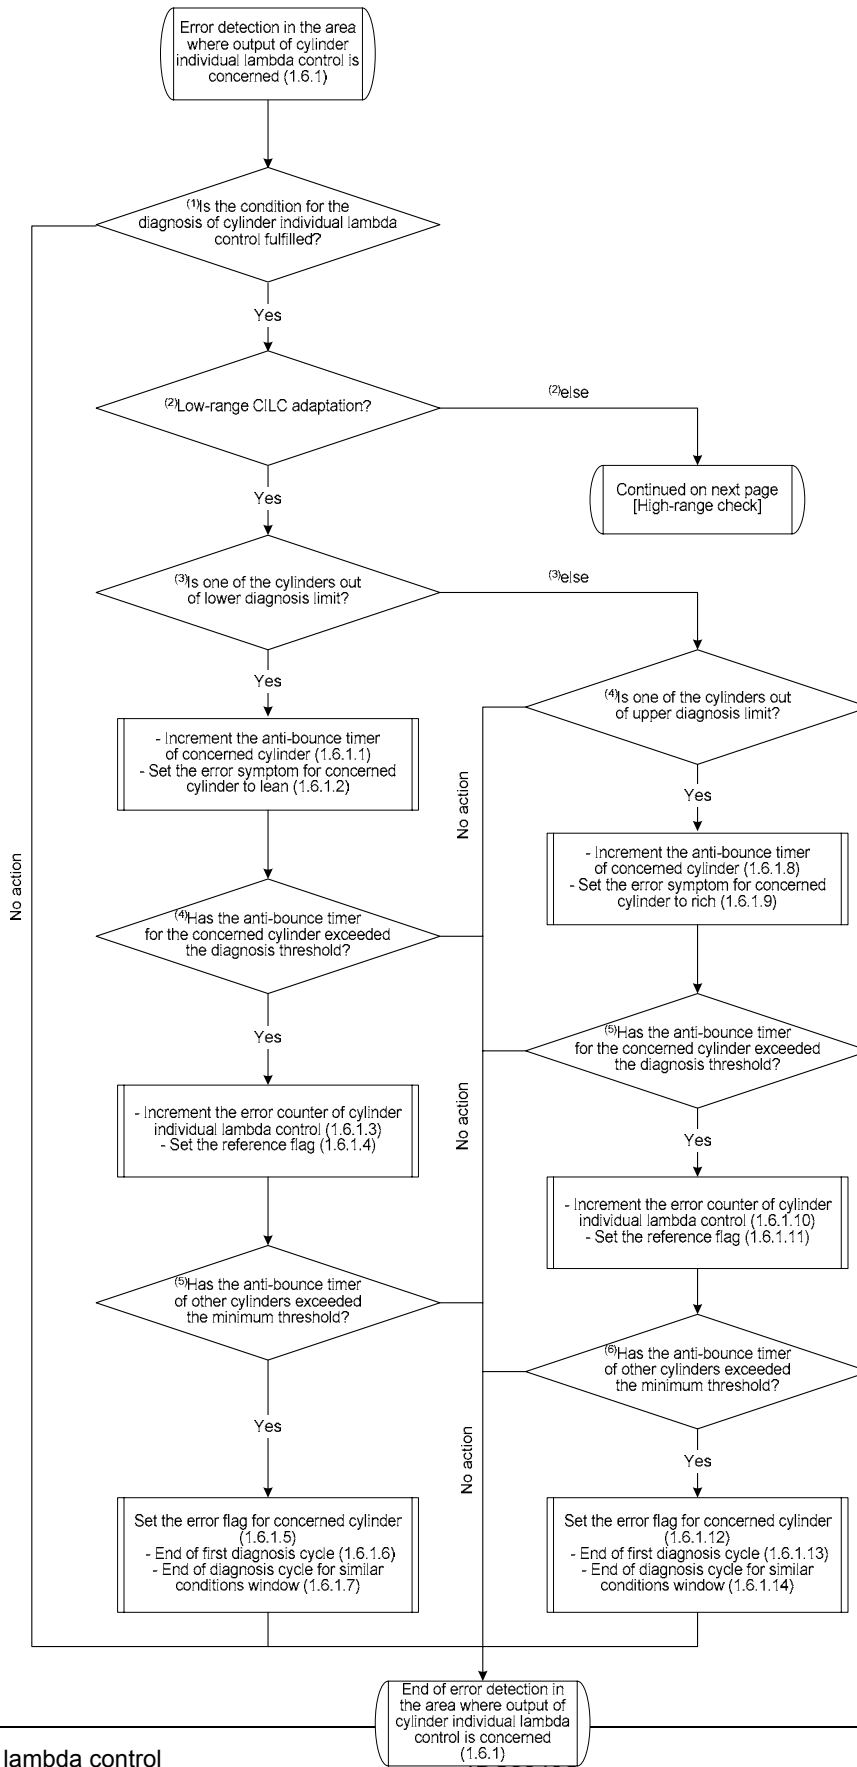 Error detection in the area
where output of cylinder
individual lambda control is
concerned (1.6.1)
(1)Is the condition for the
diagnosis of cylinder individual lambda
control fulfilled?
Yes
(2)Low-range CILC adaptation?
(2)else
Yes
Continued on next page
[High-range check]
(3)Is one of the cylinders out
of lower diagnosis limit?
(3)else
Yes
(4)Is one of the cylinders out
of upper diagnosis limit?
- Increment the anti-bounce timer
of concerned cylinder (1.6.1.1)
- Set the error symptom for concerned
cylinder to lean (1.6.1.2)
No action
Yes
- Increment the anti-bounce timer
of concerned cylinder (1.6.1.8)
- Set the error symptom for concerned
cylinder to rich (1.6.1.9)
No action
(4)Has the anti-bounce timer
for the concerned cylinder exceeded
the diagnosis threshold?
Yes
(5)Has the anti-bounce timer
for the concerned cylinder exceeded
the diagnosis threshold?
- Increment the error counter of cylinder
individual lambda control (1.6.1.3)
- Set the reference flag (1.6.1.4)
No action
Yes
- Increment the error counter of cylinder
individual lambda control (1.6.1.10)
- Set the reference flag (1.6.1.11)
(5)Has the anti-bounce timer
of other cylinders exceeded
the minimum threshold?
(6)Has the anti-bounce timer
of other cylinders exceeded
the minimum threshold?
Yes
No action
Yes
Set the error flag for concerned cylinder
(1.6.1.5)
- End of first diagnosis cycle (1.6.1.6)
- End of diagnosis cycle for similar
conditions window (1.6.1.7)
Set the error flag for concerned cylinder
(1.6.1.12)
- End of first diagnosis cycle (1.6.1.13)
- End of diagnosis cycle for similar
conditions window (1.6.1.14)
End of error detection in
the area where output of
cylinder individual lambda
control is concerned
(1.6.1)
lambda control